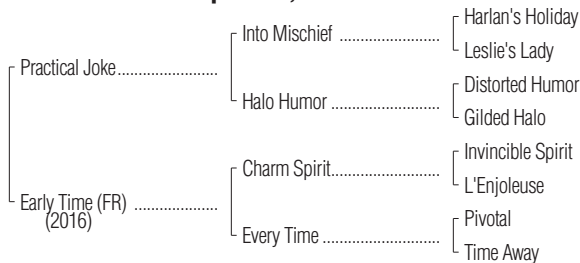 Harlan's Holiday
Into Mischief ........................
Leslie's Lady
Practical Joke........................
Distorted Humor
Halo Humor ..........................
Gilded Halo
Invincible Spirit
Charm Spirit..........................
L'Enjoleuse
Early Time (FR) ....................
(2016)
Pivotal
Every Time ..........................
Time Away